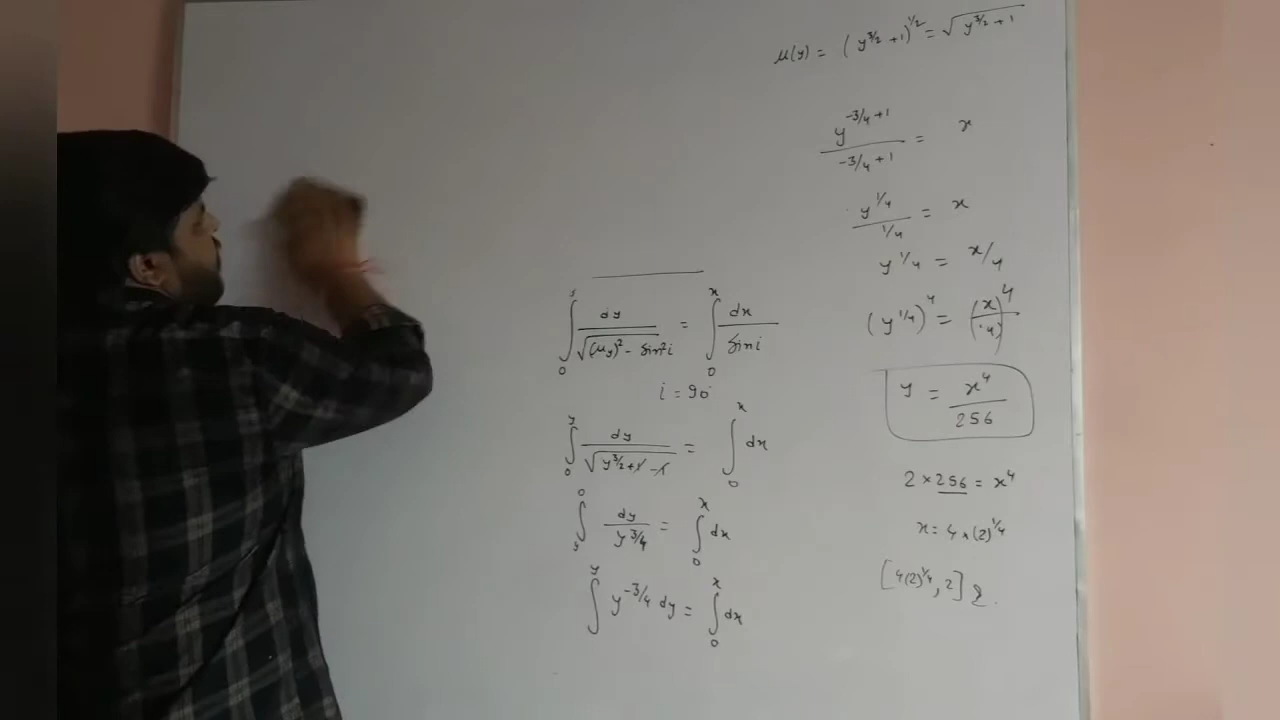 μ(y) = (y^3/2 + 1)^1/2 = √(y^3/2 + 1)
y^-3/4 + 1 / -3/4 + 1 = x
y^1/4 / 1/4 = x
y^1/4 = x/4
(y^1/4)^4 = (x/4)^4
y = x^4 / 256
2 × 256 = x^4
x = 4 × (2)^1/4
[4(2)^1/4, 2]
∫_0^y dy / √((μy)² - sin²i) = ∫_0^x dx / sin i
i = 90°
∫_0^y dy / √(y^3/2 + 1 - 1) = ∫_0^x dx
∫_y^0 dy / y^3/4 = ∫_0^x dx
∫^y y^-3/4 dy = ∫_0^x dx